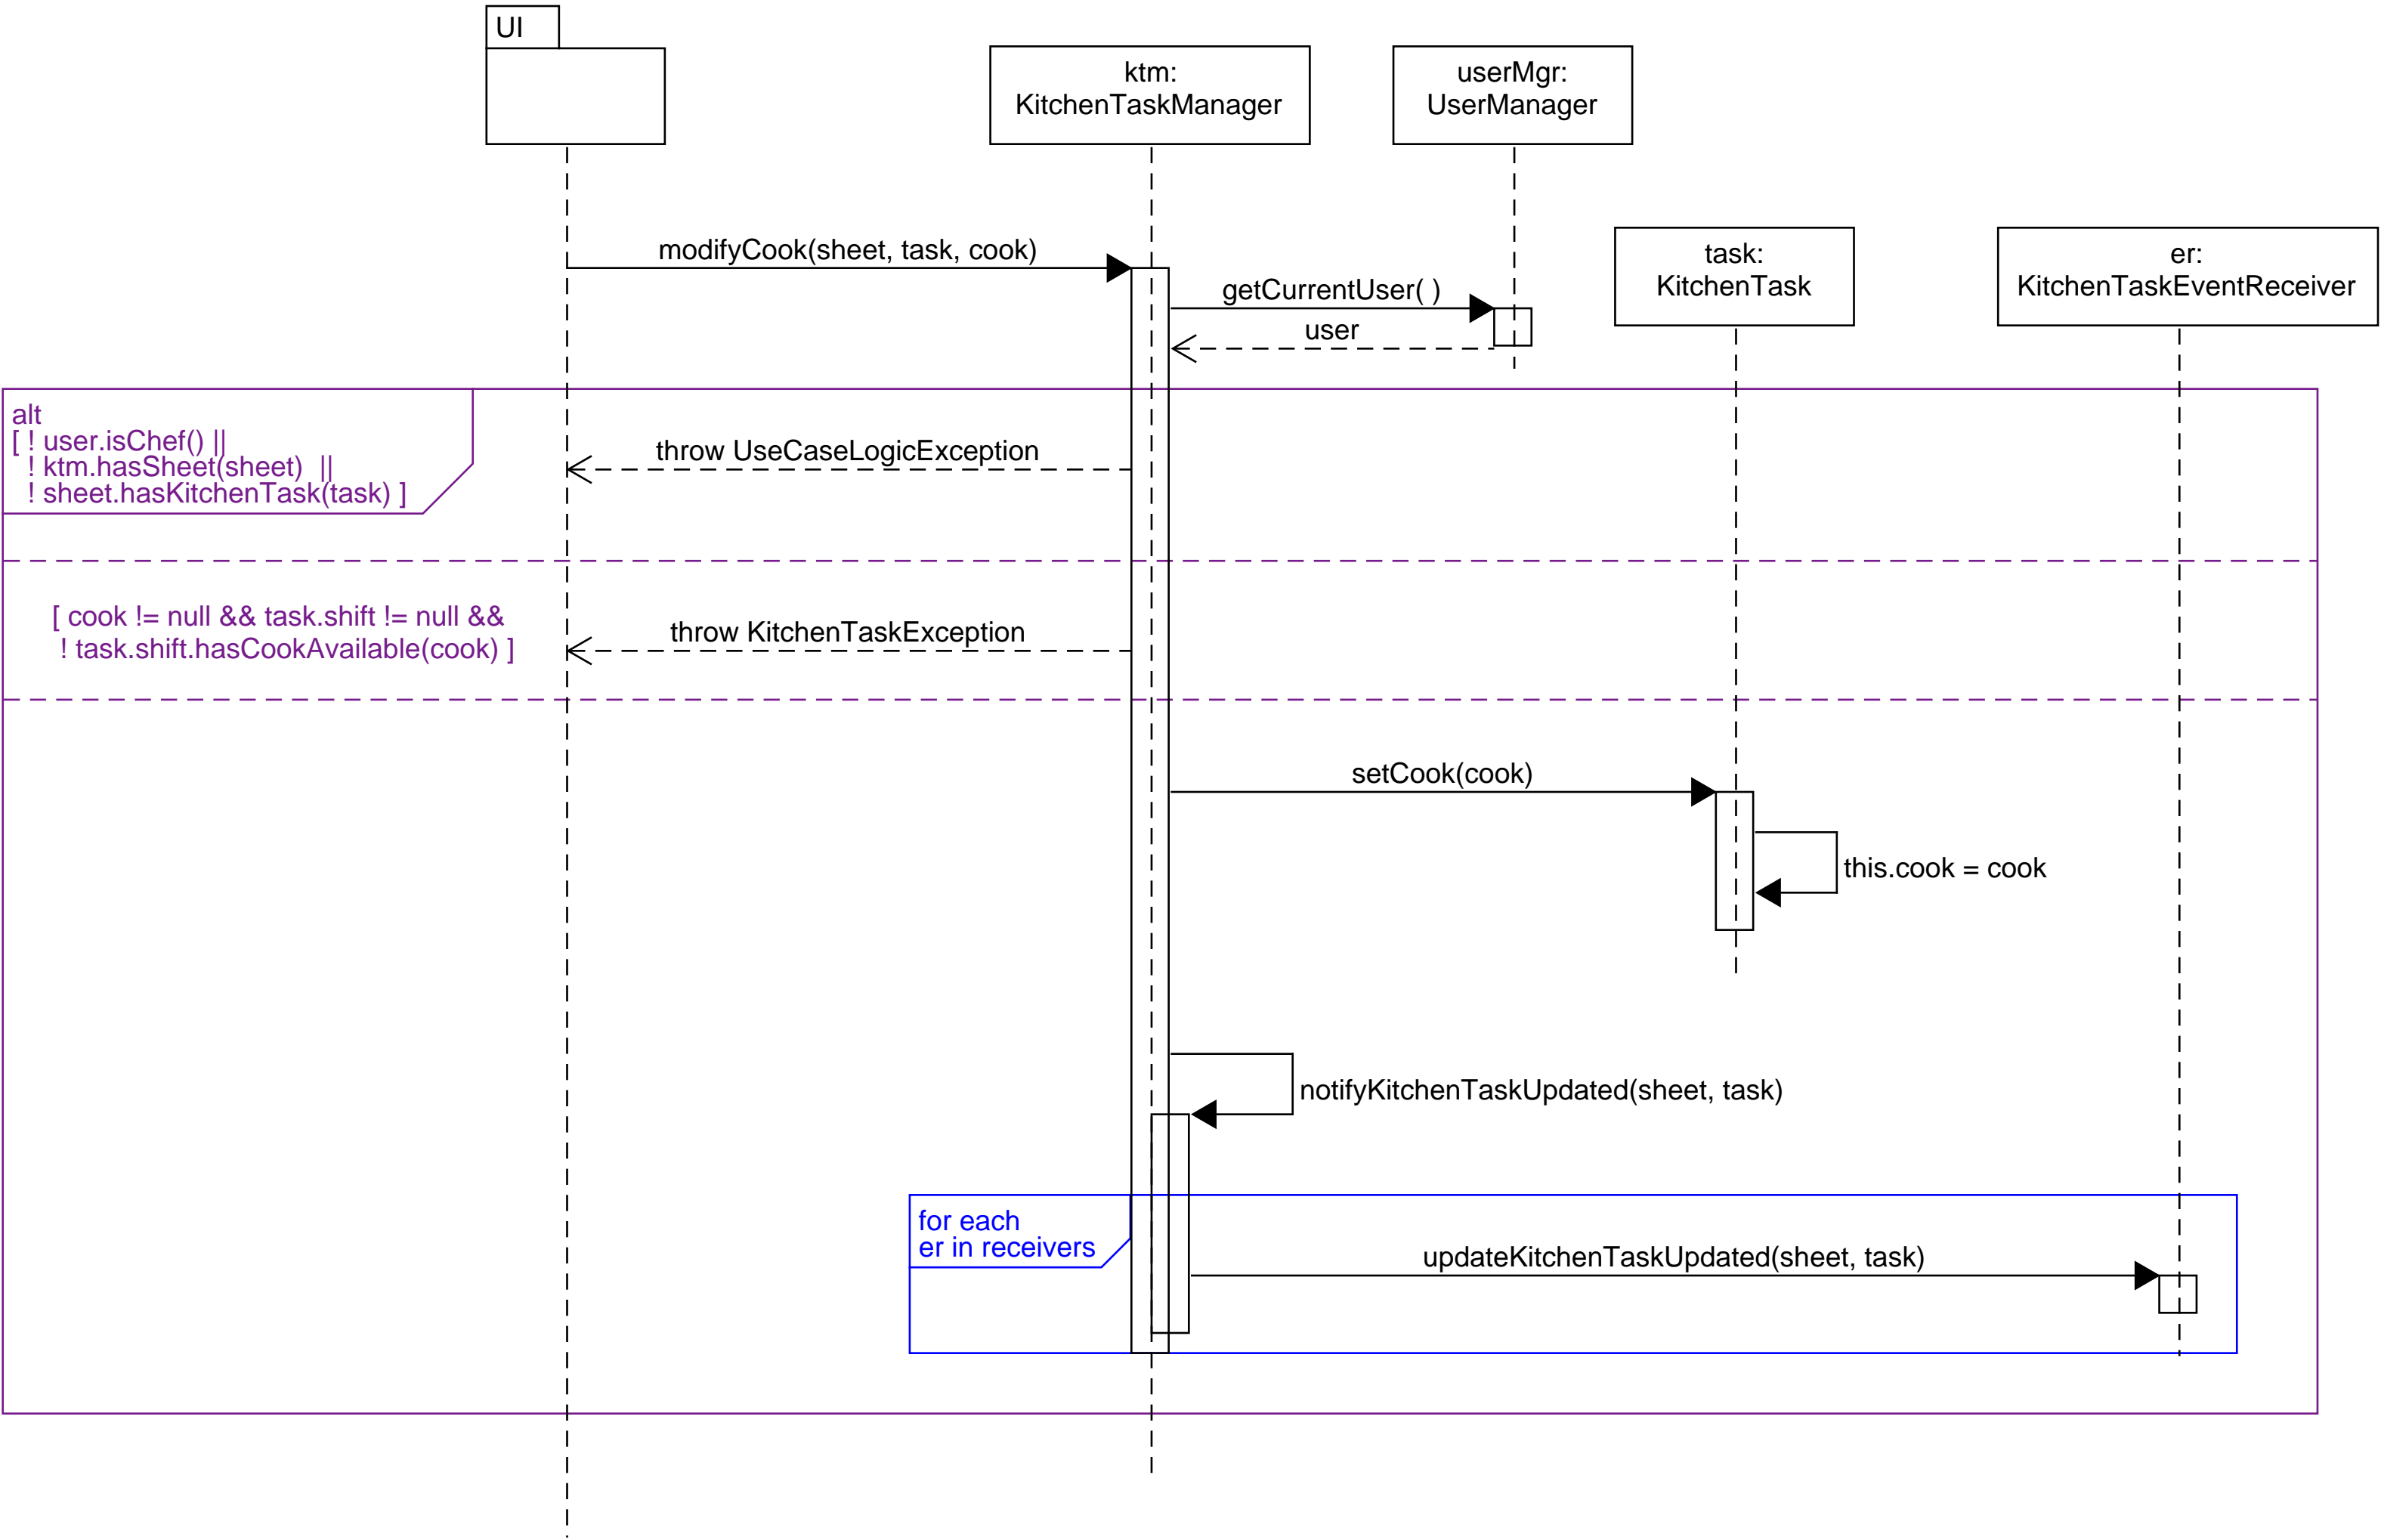 UI
ktm:
KitchenTaskManager
userMgr:
UserManager
task:
KitchenTask
er:
KitchenTaskEventReceiver
modifyCook(sheet, task, cook)
getCurrentUser( )
user
alt
[ ! user.isChef() ||
! ktm.hasSheet(sheet)  ||
! sheet.hasKitchenTask(task) ]
throw UseCaseLogicException
[ cook != null && task.shift != null &&
! task.shift.hasCookAvailable(cook) ]
throw KitchenTaskException
setCook(cook)
this.cook = cook
notifyKitchenTaskUpdated(sheet, task)
for each
er in receivers
updateKitchenTaskUpdated(sheet, task)